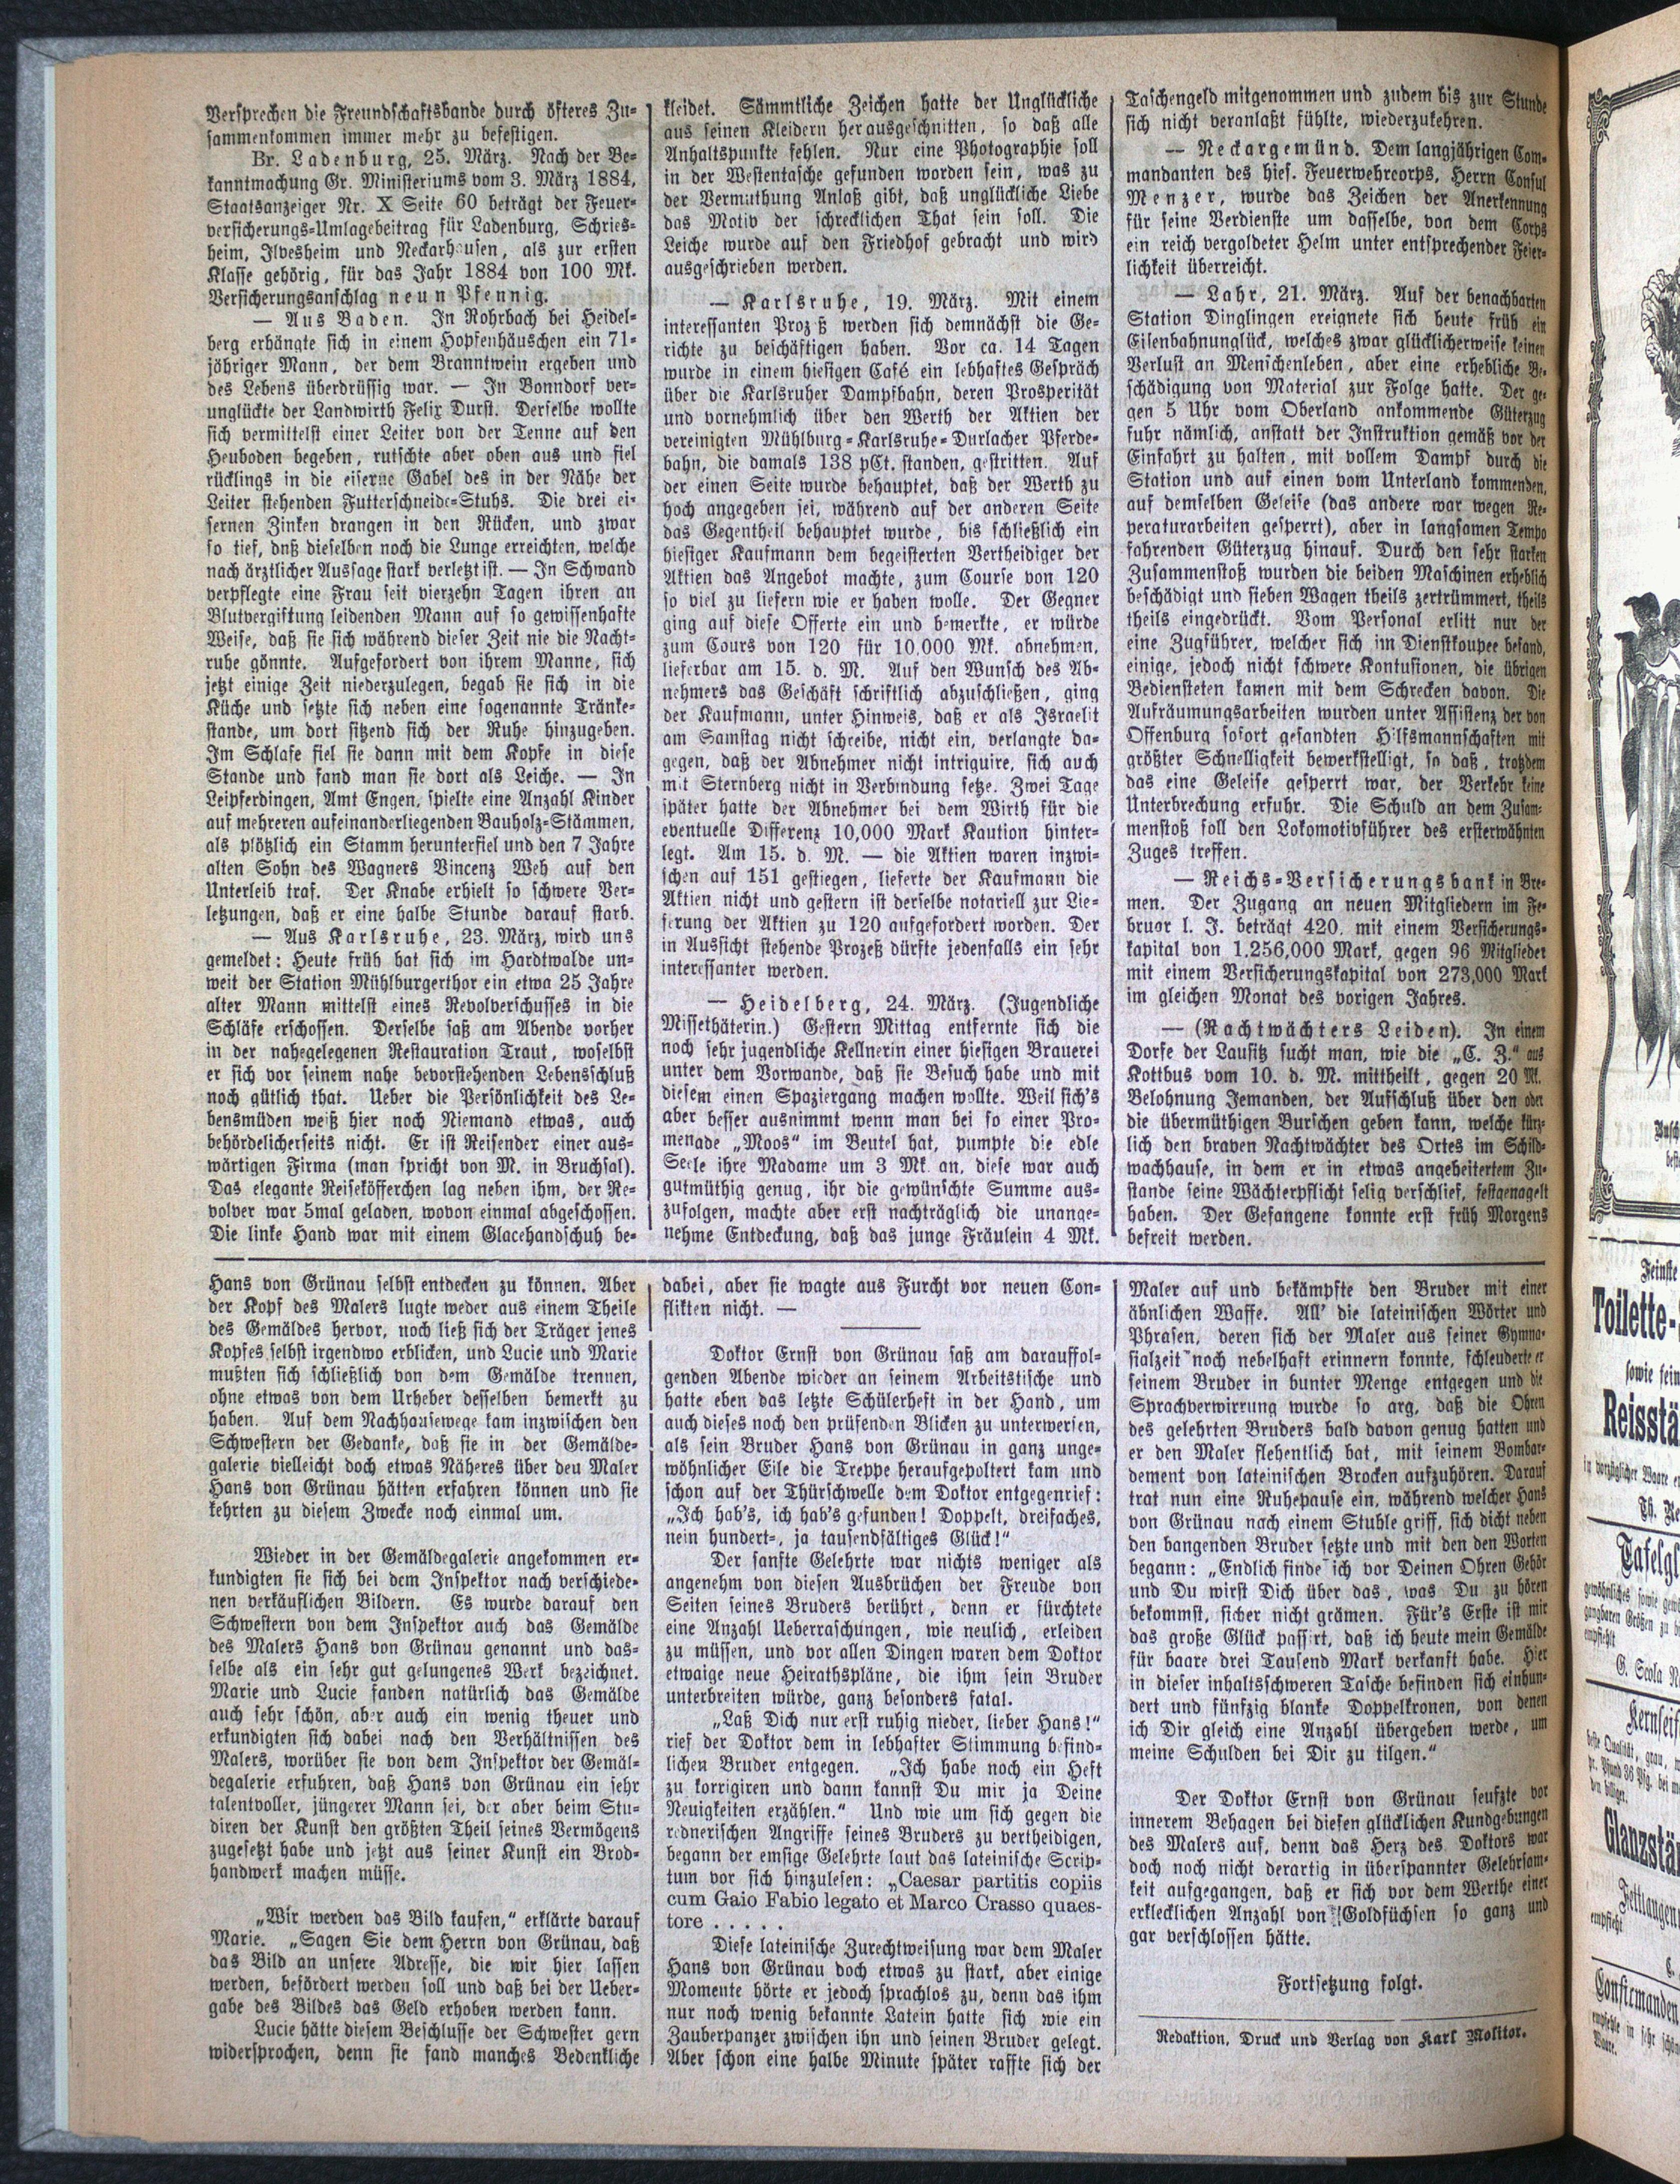 Versprechen die Freundschaftsbande durch öfteres Zu-
sammenkommen immer mehr zu befestigen.
Br. Ladenburg, 25. März. Nach der Be-
kanntmachung Gr. Ministeriums vom 3. März 1884,
Staatsanzeiger Nr. X Seite 60 beträgt der Feuer-
versicherungs-Umlagebeitrag für Ladenburg, Schries-
heim, Ilvesheim und Neckarhausen, als zur ersten
Klasse gehörig, für das Jahr 1884 von 100 Mk.
Versicherungsanschlag neun Pfennig.
— Aus Baden. In Rohrbach bei Heidel-
berg erhängte sich in einem Hopfenhäuschen ein 71-
jähriger Mann, der dem Branntwein ergeben und
des Lebens überdrüssig war. — In Bonndorf ver-
unglückte der Landwirth Felix Durst. Derselbe wollte
sich vermittelst einer Leiter von der Tenne auf den
Heuboden begeben, rutschte aber oben aus und fiel
rücklings in die eiserne Gabel des in der Nähe der
Leiter stehenden Futterschneide-Stuhls. Die drei ei-
sernen Zinken drangen in den Rücken, und zwar
so tief, dnß dieselben noch die Lunge erreichten, welche
nach ärztlicher Aussage stark verletzt ist. — In Schwand
verpflegte eine Frau seit vierzehn Tagen ihren an
Blutvergiftung leidenden Mann auf so gewissenhafte
Weise, daß sie sich während dieser Zeit nie die Nacht-
ruhe gönnte. Aufgefordert von ihrem Manne, sich
jetzt einige Zeit niederzulegen, begab sie sich in die
Küche und setzte sich neben eine sogenannte Tränke-
stande, um dort sitzend sich der Ruhe hinzugeben.
Im Schlafe fiel sie dann mit dem Kopfe in diese
Stande und fand man sie dort als Leiche. — In
Leipferdingen, Amt Engen, spielte eine Anzahl Kinder
auf mehreren aufeinanderliegenden Bauholz-Stämmen,
als plötzlich ein Stamm herunterfiel und den 7 Jahre
alten Sohn des Wagners Vincenz Weh auf den
Unterleib traf. Der Knabe erhielt so schwere Ver-
letzungen, daß er eine halbe Stunde darauf starb.
— Aus Karlsruhe, 23. März, wird uns
gemeldet: Heute früh hat sich im Hardtwalde un-
weit der Station Mühlburgerthor ein etwa 25 Jahre
alter Mann mittelst eines Revolverschusses in die
Schläfe erschossen. Derselbe saß am Abende vorher
in der nahegelegenen Restauration Traut, woselbst
er sich vor seinem nahe bevorstehenden Lebensschluß
noch gütlich that. Ueber die Persönlichkeit des Le-
bensmüden weiß hier noch Niemand etwas, auch
behördelicherseits nicht. Er ist Reisender einer aus-
wärtigen Firma (man spricht von M. in Bruchsal).
Das elegante Reiseköfferchen lag neben ihm, der Re-
volver war 5mal geladen, wovon einmal abgeschossen.
Die linke Hand war mit einem Glacehandschuh be-
kleidet. Sämmtliche Zeichen hatte der Unglückliche
aus seinen Kleidern herausgeschnitten, so daß alle
Anhaltspunkte fehlen. Nur eine Photographie soll
in der Westentasche gefunden worden sein, was zu
der Vermuthung Anlaß gibt, daß unglückliche Liebe
das Motiv der schrecklichen That sein soll. Die
Leiche wurde auf den Friedhof gebracht und wird
ausgeschrieben werden.
— Karlsruhe, 19. März. Mit einem
interessanten Proz ß werden sich demnächst die Ge-
richte zu beschäftigen haben. Vor ca. 14 Tagen
wurde in einem hiesigen Café ein lebhaftes Gespräch
über die Karlsruher Dampfbahn, deren Prosperität
und vornehmlich über den Werth der Aktien der
vereinigten Mühlburg-Karlsruhe-Durlacher Pferde-
bahn, die damals 138 pCt. standen, gestritten. Auf
der einen Seite wurde behauptet, daß der Werth zu
hoch angegeben sei, während auf der anderen Seite
das Gegentheil behauptet wurde, bis schließlich ein
hiesiger Kaufmann dem begeisterten Vertheidiger der
Aktien das Angebot machte, zum Course von 120
so viel zu liefern wie er haben wolle. Der Gegner
ging auf diese Offerte ein und bemerkte, er würde
zum Cours von 120 für 10,000 Mk. abnehmen,
lieferbar am 15. d. M. Auf den Wunsch des Ab-
nehmers das Geschäft schriftlich abzuschließen, ging
der Kaufmann, unter Hinweis, daß er als Israelit
am Samstag nicht schreibe, nicht ein, verlangte da-
gegen, daß der Abnehmer nicht intriguire, sich auch
mit Sternberg nicht in Verbindung setze. Zwei Tage
später hatte der Abnehmer bei dem Wirth für die
eventuelle Differenz 10,000 Mark Kaution hinter-
legt. Am 15. d. M. — die Aktien waren inzwi-
schen auf 151 gestiegen, lieferte der Kaufmann die
Aktien nicht und gestern ist derselbe notariell zur Lie-
ferung der Aktien zu 120 aufgefordert worden. Der
in Aussicht stehende Prozeß dürfte jedenfalls ein sehr
interessanter werden.
— Heidelberg, 24. März. (Jugendliche
Missethäterin.) Gestern Mittag entfernte sich die
noch sehr jugendliche Kellnerin einer hiesigen Brauerei
unter dem Vorwande, daß sie Besuch habe und mit
diesem einen Spaziergang machen wollte. Weil sich's
aber besser ausnimmt wenn man bei so einer Pro-
menade „Moos“ im Beutel hat, pumpte die edle
Seele ihre Madame um 3 Mk. an, diese war auch
gutmüthig genug, ihr die gewünschte Summe aus-
zufolgen, machte aber erst nachträglich die unange-
nehme Entdeckung, daß das junge Fräulein 4 Mk.
Taschengeld mitgenommen und zudem bis zur Stunde
sich nicht veranlaßt fühlte, wiederzukehren.
— Neckargemünd. Dem langjährigen Com-
mandanten des hies. Feuerwehrcorps, Herrn Consul
Menzer, wurde das Zeichen der Anerkennung
für seine Verdienste um dasselbe, von dem Corps
ein reich vergoldeter Helm unter entsprechender Feier-
lichkeit überreicht.
— Lahr, 21. März. Auf der benachbarten
Station Dinglingen ereignete sich heute früh ein
Eisenbahnunglück, welches zwar glücklicherweise keinen
Verlust an Menschenleben, aber eine erhebliche Be-
schädigung von Material zur Folge hatte. Der ge-
gen 5 Uhr vom Oberland ankommende Güterzug
fuhr nämlich, anstatt der Instruktion gemäß vor der
Einfahrt zu halten, mit vollem Dampf durch die
Station und auf einen vom Unterland kommenden,
auf demselben Geleise (das andere war wegen Re-
peraturarbeiten gesperrt), aber in langsamen Tempo
fahrenden Güterzug hinauf. Durch den sehr starken
Zusammenstoß wurden die beiden Maschinen erheblich
beschädigt und sieben Wagen theils zertrümmert, theils
theils eingedrückt. Vom Personal erlitt nur der
eine Zugführer, welcher sich im Dienstkoupee befand,
einige, jedoch nicht schwere Kontusionen, die übrigen
Bediensteten kamen mit dem Schrecken davon. Die
Aufräumungsarbeiten wurden unter Assistenz der von
Offenburg sofort gesandten Hilfsmannschaften mit
größter Schnelligkeit bewerkstelligt, so daß, trotzdem
das eine Geleise gesperrt war, der Verkehr keine
Unterbrechung erfuhr. Die Schuld an dem Zusam-
menstoß soll den Lokomotivführer des ersterwähnten
Zuges treffen.
— Reichs-Versicherungsbank in Bre-
men. Der Zugang an neuen Mitgliedern im Fe-
bruor l. J. beträgt 420. mit einem Versicherungs-
kapital von 1,256,000 Mark, gegen 96 Mitglieder
mit einem Versicherungskapital von 273,000 Mark
im gleichen Monat des vorigen Jahres.
— (Nachtwächters Leiden). In einem
Dorfe der Lausitz sucht man, wie die „C. Z.“ aus
Kottbus vom 10. d. M. mittheilt, gegen 20 M.
Belohnung Jemanden, der Aufschluß über den oder
die übermüthigen Burschen geben kann, welche kürz-
lich den braven Nachtwächter des Ortes im Schild-
wachhause, in dem er in etwas angeheitertem Zu-
stande seine Wächterpflicht selig verschlief, festgenagelt
haben. Der Gefangene konnte erst früh Morgens
befreit werden.
Hans von Grünau selbst entdecken zu können. Aber
der Kopf des Malers lugte weder aus einem Theile
des Gemäldes hervor, noch ließ sich der Träger jenes
Kopfes selbst irgendwo erblicken, und Lucie und Marie
mußten sich schließlich von dem Gemälde trennen,
ohne etwas von dem Urheber desselben bemerkt zu
haben. Auf dem Nachhausewege kam inzwischen den
Schwestern der Gedanke, daß sie in der Gemälde-
galerie vielleicht doch etwas Näheres über den Maler
Hans von Grünau hätten erfahren können und sie
kehrten zu diesem Zwecke noch einmal um.
Wieder in der Gemäldegalerie angekommen er-
kundigten sie sich bei dem Inspektor nach verschiede-
nen verkäuflichen Bildern. Es wurde darauf den
Schwestern von dem Inspektor auch das Gemälde
des Malers Hans von Grünau genannt und das-
selbe als ein sehr gut gelungenes Werk bezeichnet.
Marie und Lucie fanden natürlich das Gemälde
auch sehr schön, aber auch ein wenig theuer und
erkundigten sich dabei nach den Verhältnissen des
Malers, worüber sie von dem Inspektor der Gemäl-
degalerie erfuhren, daß Hans von Grünau ein sehr
talentvoller, jüngerer Mann sei, der aber beim Stu-
diren der Kunst den größten Theil seines Vermögens
zugesetzt habe und jetzt aus seiner Kunst ein Brod-
handwerk machen müsse.
„Wir werden das Bild kaufen,“ erklärte darauf
Marie. „Sagen Sie dem Herrn von Grünau, daß
das Bild an unsere Adresse, die wir hier lassen
werden, befördert werden soll und daß bei der Ueber-
gabe des Bildes das Geld erhoben werden kann.
Lucie hätte diesem Beschlusse der Schwester gern
widersprochen, denn sie fand manches Bedenkliche
dabei, aber sie wagte aus Furcht vor neuen Con-
flikten nicht. —
Doktor Ernst von Grünau saß am darauffol-
genden Abende wieder an seinem Arbeitstische und
hatte eben das letzte Schülerheft in der Hand, um
auch dieses noch den prüfenden Blicken zu unterwerfen,
als sein Bruder Hans von Grünau in ganz unge-
wöhnlicher Eile die Treppe heraufgepoltert kam und
schon auf der Thürschwelle dem Doktor entgegenrief:
„Ich hab's, ich hab's gefunden! Doppelt, dreifaches,
nein hundert-, ja tausendfältiges Glück!“
Der sanfte Gelehrte war nichts weniger als
angenehm von diesen Ausbrüchen der Freude von
Seiten seines Bruders berührt, denn er fürchtete
eine Anzahl Ueberraschungen, wie neulich, erleiden
zu müssen, und vor allen Dingen waren dem Doktor
etwaige neue Heirathspläne, die ihm sein Bruder
unterbreiten würde, ganz besonders fatal.
„Laß Dich nur erst ruhig nieder, lieber Hans!“
rief der Doktor dem in lebhafter Stimmung befind-
lichen Bruder entgegen. „Ich habe noch ein Heft
zu korrigiren und dann kannst Du mir ja Deine
Neuigkeiten erzählen.“ Und wie um sich gegen die
rednerischen Angriffe seines Bruders zu vertheidigen,
begann der emsige Gelehrte laut das lateinische Scrip-
tum vor sich hinzulesen: „Caesar partitis copiis
cum Gaio Fabio legato et Marco Crasso quaes-
tore . . . . .
Diese lateinische Zurechtweisung war dem Maler
Hans von Grünau doch etwas zu stark, aber einige
Momente hörte er jedoch sprachlos zu, denn das ihm
nur noch wenig bekannte Latein hatte sich wie ein
Zauberpanzer zwischen ihn und seinen Bruder gelegt.
Aber schon eine halbe Minute später raffte sich der
Maler auf und bekämpfte den Bruder mit einer
ähnlichen Waffe. All' die lateinischen Wörter und
Phrasen, deren sich der Maler aus seiner Gymna-
sialzeit noch nebelhaft erinnern konnte, schleuderte er
seinem Bruder in bunter Menge entgegen und die
Sprachverwirrung wurde so arg, daß die Ohren
des gelehrten Bruders bald davon genug hatten und
er den Maler flehentlich bat, mit seinem Bombar-
dement von lateinischen Brocken aufzuhören. Darauf
trat nun eine Ruhepause ein, während welcher Hans
von Grünau nach einem Stuhle griff, sich dicht neben
den bangenden Bruder setzte und mit den den Worten
begann: „Endlich finde ich vor Deinen Ohren Gehör
und Du wirst Dich über das, was Du zu hören
bekommst, sicher nicht grämen. Für's Erste ist mir
das große Glück passirt, daß ich heute mein Gemälde
für baare drei Tausend Mark verkauft habe. Hier
in dieser inhaltsschweren Tasche befinden sich einhun-
dert und fünfzig blanke Doppelkronen, von denen
ich Dir gleich eine Anzahl übergeben werde, um
meine Schulden bei Dir zu tilgen.“
Der Doktor Ernst von Grünau seufzte vor
innerem Behagen bei diesen glücklichen Kundgebungen
des Malers auf, denn das Herz des Doktors war
doch noch nicht derartig in überspannter Gelehrsam-
keit aufgegangen, daß er sich vor dem Werthe einer
erklecklichen Anzahl von Goldfüchsen so ganz und
gar verschlossen hätte.
Fortsetzung folgt.
Redaktion, Druck und Verlag von Karl Molitor.
Feinste
Toilette-
sowie
Reisstä
Tafelgl
empfiehlt
G. Scola
Kernseif
Glanzstä
empfiehlt
Confirmanden